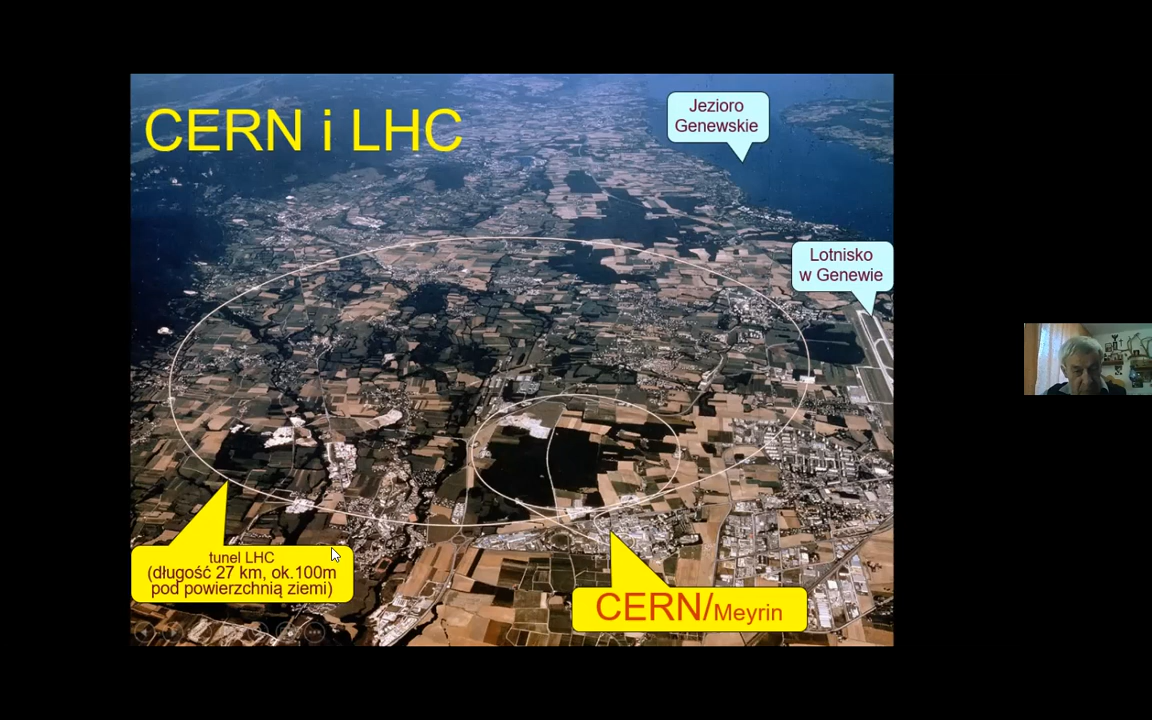 CERN i LHC
Jezioro
Genewskie
Lotnisko
w Genewie
tunel LHC
(długość 27 km, ok.100m
pod powierzchnią ziemi)
CERN/Meyrin